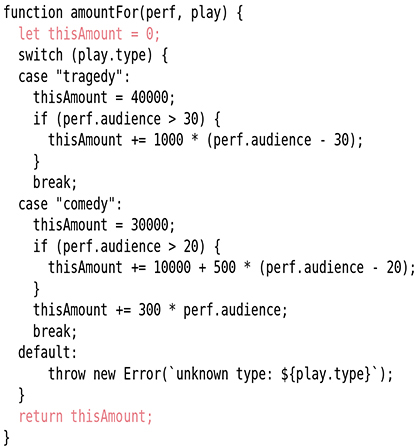 function amountFor(perf, play) {
  let thisAmount = 0;
  switch (play.type) {
  case "tragedy":
    thisAmount = 40000;
    if (perf.audience > 30) {
      thisAmount += 1000 * (perf.audience - 30);
    }
    break;
  case "comedy":
    thisAmount = 30000;
    if (perf.audience > 20) {
      thisAmount += 10000 + 500 * (perf.audience - 20);
    }
    thisAmount += 300 * perf.audience;
    break;
  default:
      throw new Error(`unknown type: ${play.type}`);
  }
  return thisAmount;
}